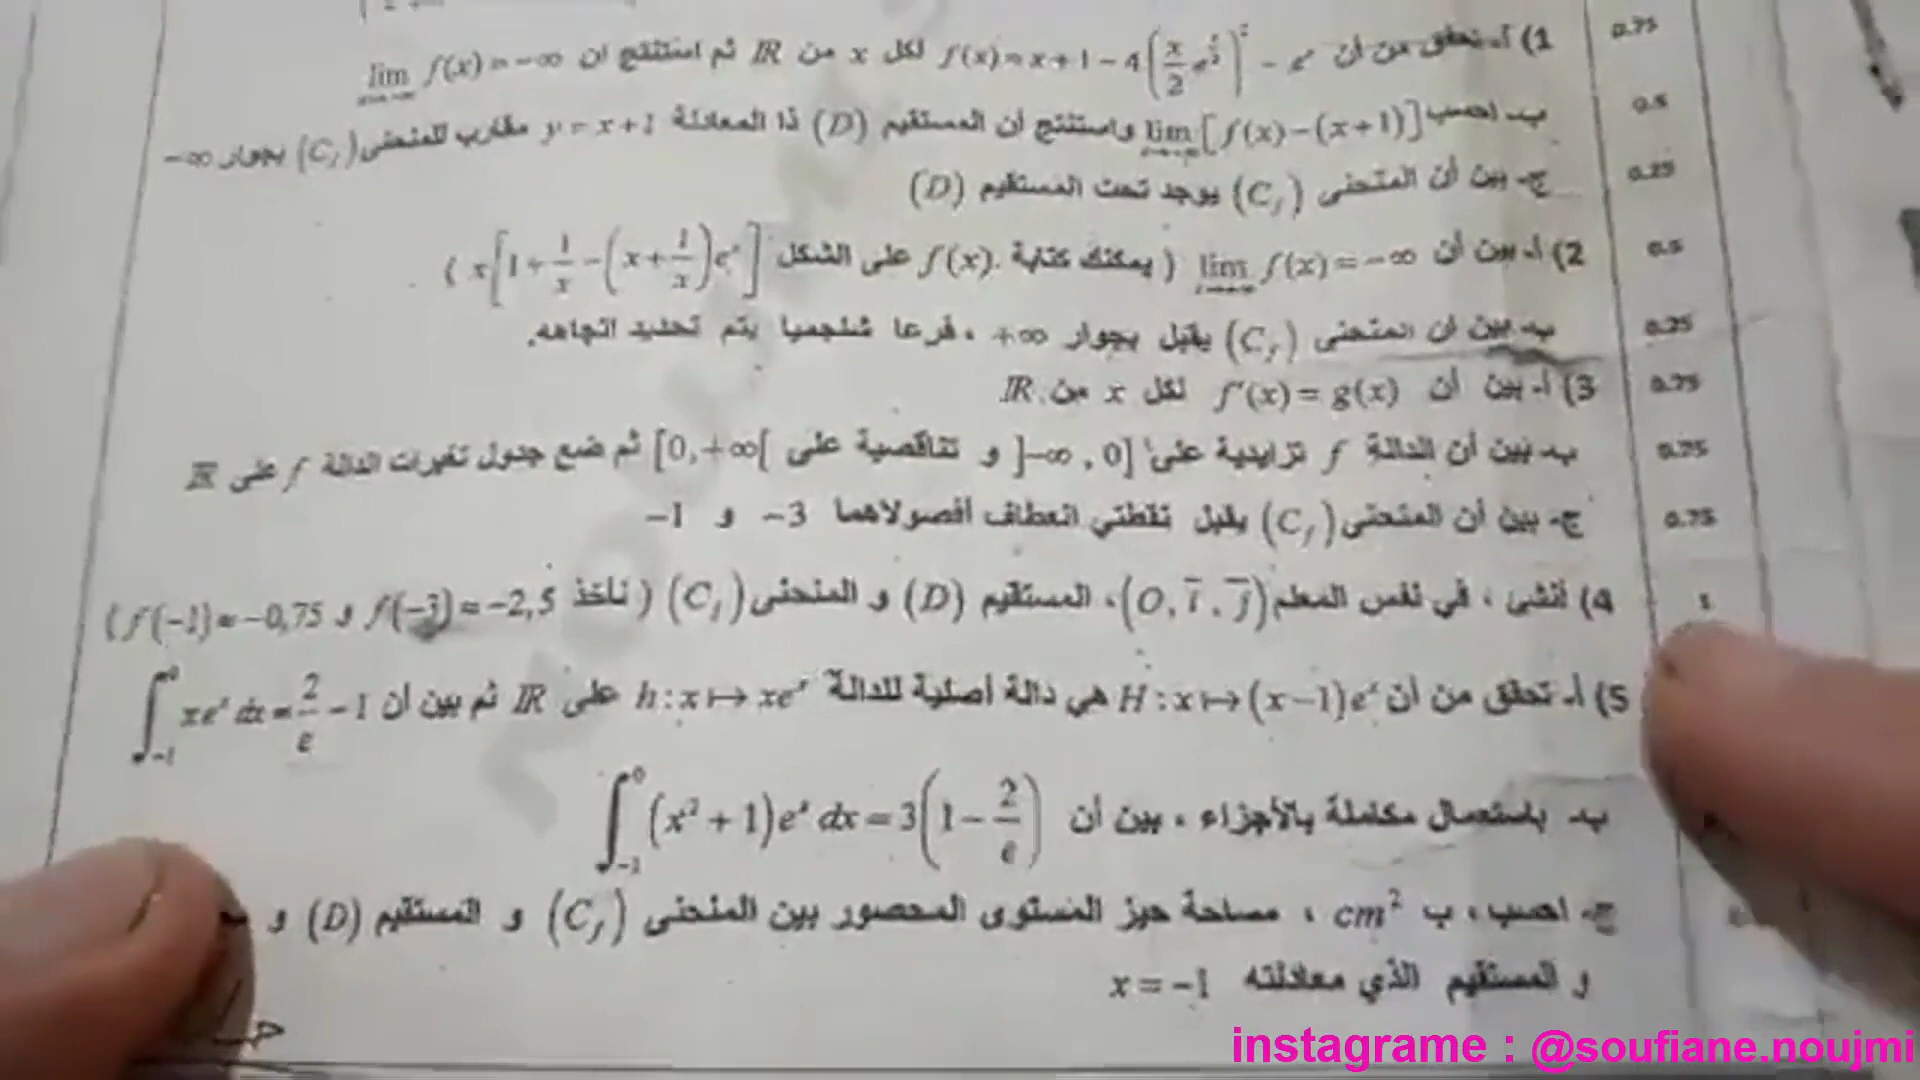 0.75 1) أ- تحقق من أن f(x) = x + 1 - 4(x/2 e^(x/2))^2 - e^x لكل x من IR ثم استنتج ان lim f(x) = -∞
0.5 ب- احسب lim [f(x) - (x+1)] واستنتج أن المستقيم (D) ذا المعادلة y = x+1 مقارب للمنحنى (C_f) بجوار -∞
0.25 ج- بين أن المنحنى (C_f) يوجد تحت المستقيم (D)
0.5 2) أ- بين أن lim f(x) = -∞ ( يمكنك كتابة f(x) على الشكل x[1 + 1/x - (x + 1/x)e^x] )
0.25 ب- بين ان المنحنى (C_f) يقبل بجوار +∞ ، فرعا شلجميا يتم تحديد اتجاهه.
0.75 3) أ- بين أن f'(x) = g(x) لكل x من IR
0.75 ب- بين أن الدالة f تزايدية على ]-∞ , 0] و تناقصية على [0, +∞[ ثم ضع جدول تغيرات الدالة f على IR
0.75 ج- بين أن المنحنى (C_f) يقبل نقطتي انعطاف أفصولاهما -3 و -1
1 4) أنشئ ، في نفس المعلم (O, i, j)، المستقيم (D) و المنحنى (C_f) ( ناخذ f(-3) ≈ -2,5 و f(-1) ≈ -0,75 )
5) أ- تحقق من أن H : x ↦ (x-1)e^x هي دالة أصلية للدالة h : x ↦ xe^x على IR ثم بين أن ∫_{-1}^{0} xe^x dx = 2/e - 1
ب- باستعمال مكاملة بالأجزاء ، بين أن ∫_{-1}^{0} (x²+1)e^x dx = 3(1 - 2/e)
ج- احسب ، ب cm² ، مساحة حيز المستوى المحصور بين المنحنى (C_f) و المستقيم (D) و
و المستقيم الذي معادلته x = -1
instagrame : @soufiane.noujmi